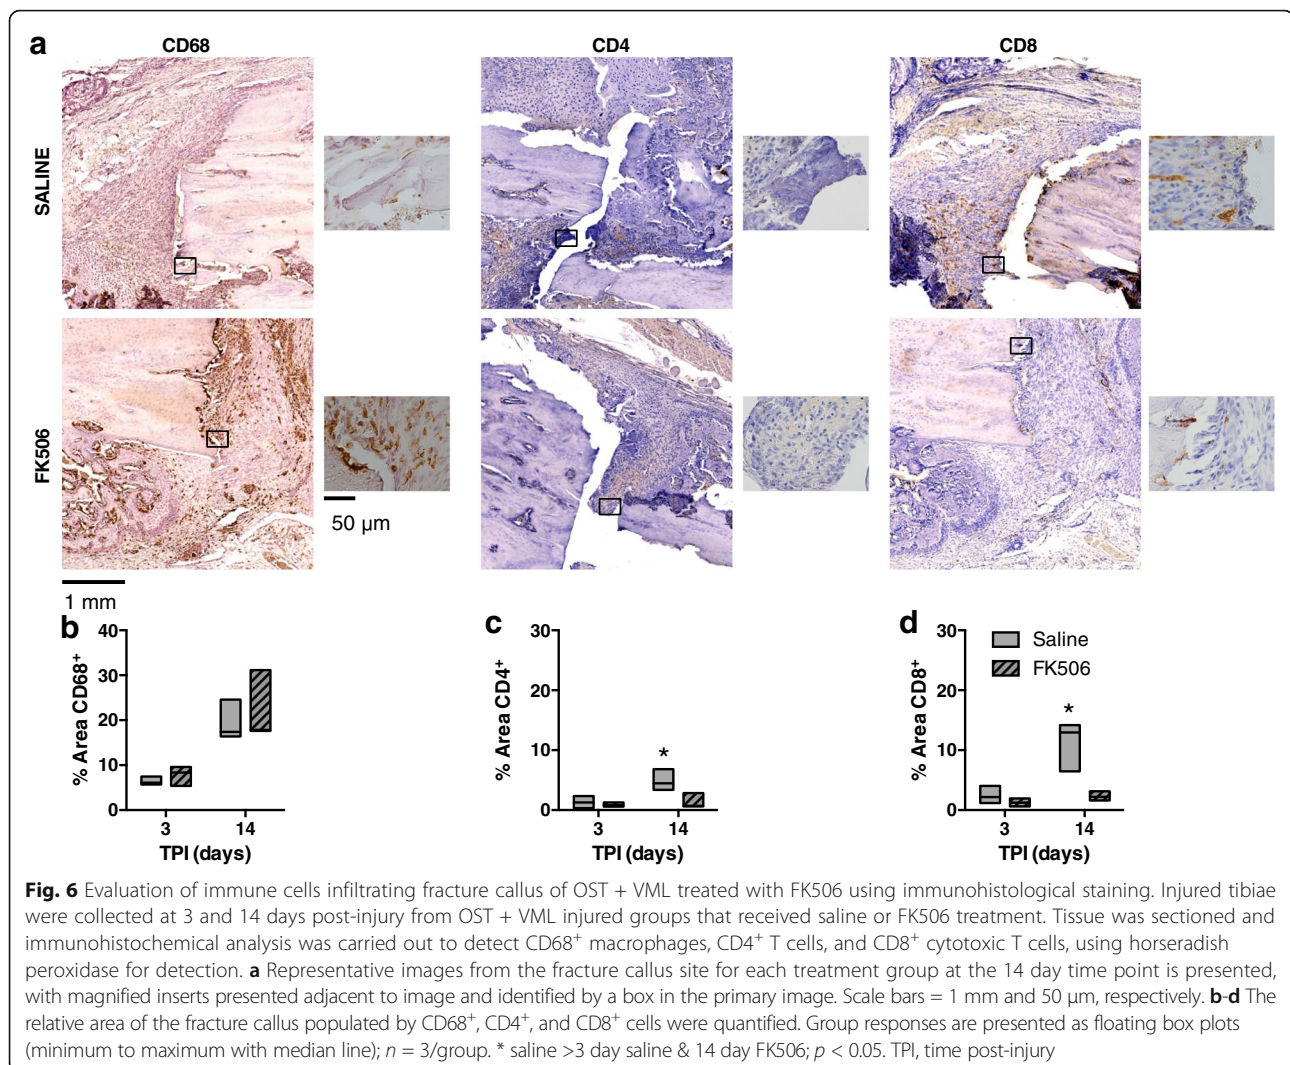 a
CD68
CD4
CD8
SALINE
FK506
50 µm
1 mm
b
% Area CD68⁺
40
30
20
10
0
3
14
TPI (days)
c
% Area CD4⁺
30
20
10
0
*
3
14
TPI (days)
d
% Area CD8⁺
30
20
10
0
Saline
FK506
*
3
14
TPI (days)
Fig. 6 Evaluation of immune cells infiltrating fracture callus of OST + VML treated with FK506 using immunohistological staining. Injured tibiae
were collected at 3 and 14 days post-injury from OST + VML injured groups that received saline or FK506 treatment. Tissue was sectioned and
immunohistochemical analysis was carried out to detect CD68⁺ macrophages, CD4⁺ T cells, and CD8⁺ cytotoxic T cells, using horseradish
peroxidase for detection. a Representative images from the fracture callus site for each treatment group at the 14 day time point is presented,
with magnified inserts presented adjacent to image and identified by a box in the primary image. Scale bars = 1 mm and 50 µm, respectively. b-d The
relative area of the fracture callus populated by CD68⁺, CD4⁺, and CD8⁺ cells were quantified. Group responses are presented as floating box plots
(minimum to maximum with median line); n = 3/group. * saline >3 day saline & 14 day FK506; p < 0.05. TPI, time post-injury